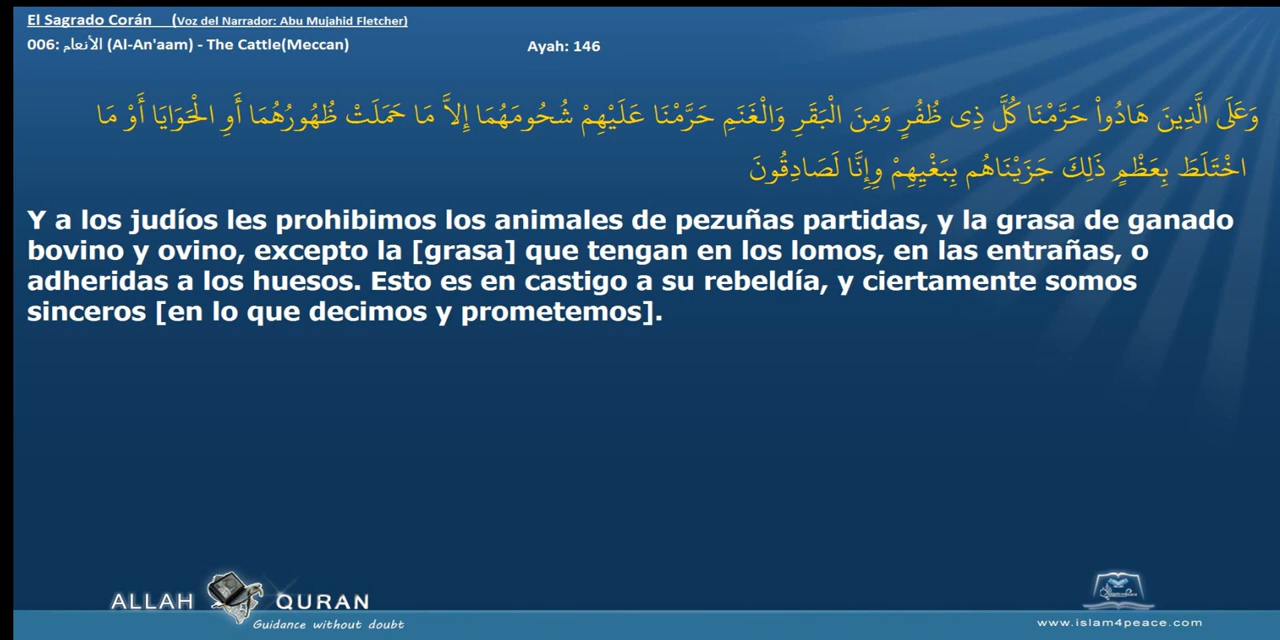 El Sagrado Corán (Voz del Narrador: Abu Mujahid Fletcher)
006: الأنعام (Al-An'aam) - The Cattle(Meccan) Ayah: 146
وَعَلَى الَّذِينَ هَادُواْ حَرَّمْنَا كُلَّ ذِى ظُفُرٍ وَمِنَ الْبَقَرِ وَالْغَنَمِ حَرَّمْنَا عَلَيْهِمْ شُحُومَهُمَا إِلاَّ مَا حَمَلَتْ ظُهُورُهُمَا أَوِ الْحَوَايَا أَوْ مَا
اخْتَلَطَ بِعَظْمٍ ذَلِكَ جَزَيْنَاهُم بِبَغْيِهِمْ وِإِنَّا لَصَادِقُونَ
Y a los judíos les prohibimos los animales de pezuñas partidas, y la grasa de ganado
bovino y ovino, excepto la [grasa] que tengan en los lomos, en las entrañas, o
adheridas a los huesos. Esto es en castigo a su rebeldía, y ciertamente somos
sinceros [en lo que decimos y prometemos].
ALLAH QURAN
Guidance without doubt
www.islam4peace.com